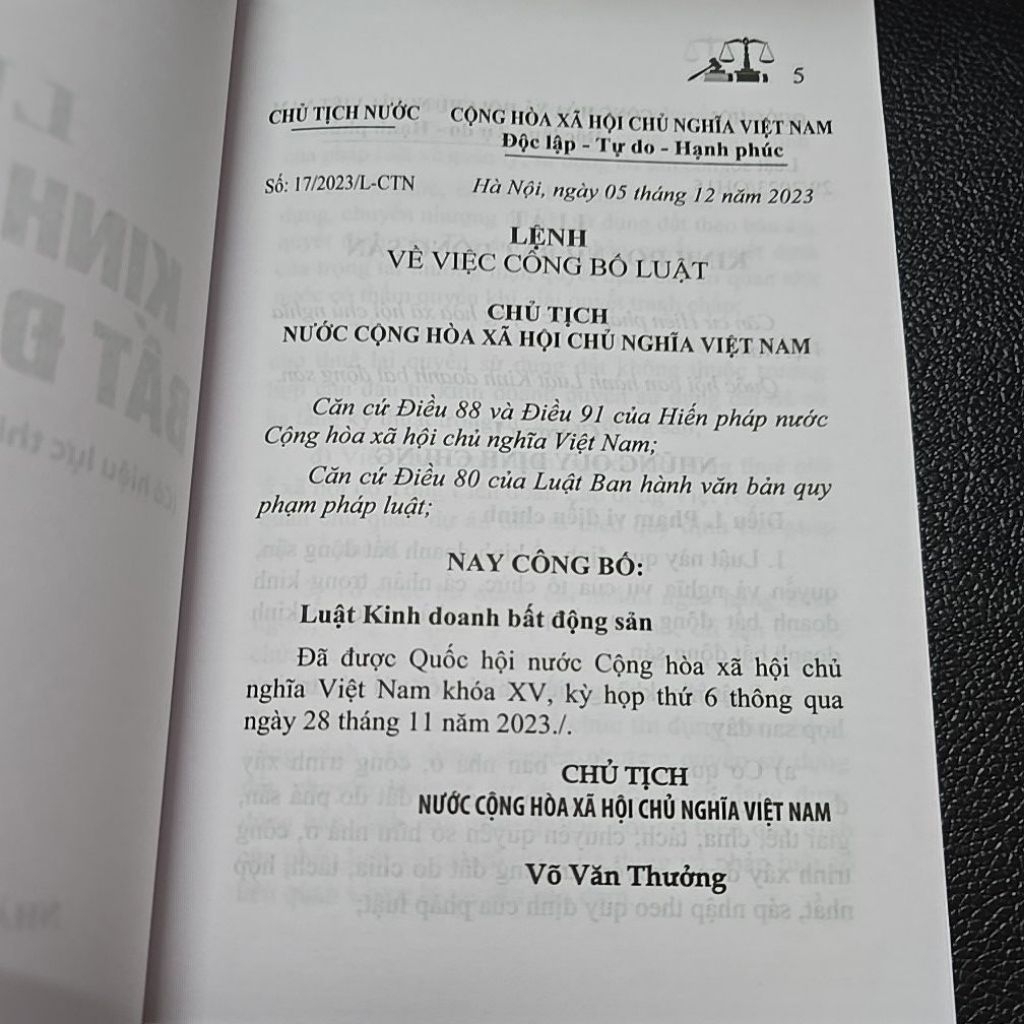 5
CHỦ TỊCH NƯỚC CỘNG HÒA XÃ HỘI CHỦ NGHĨA VIỆT NAM
Độc lập - Tự do - Hạnh phúc
Số: 17/2023/L-CTN Hà Nội, ngày 05 tháng 12 năm 2023
LỆNH
VỀ VIỆC CÔNG BỐ LUẬT
CHỦ TỊCH
NƯỚC CỘNG HÒA XÃ HỘI CHỦ NGHĨA VIỆT NAM
Căn cứ Điều 88 và Điều 91 của Hiến pháp nước
Cộng hòa xã hội chủ nghĩa Việt Nam;
Căn cứ Điều 80 của Luật Ban hành văn bản quy
phạm pháp luật;
NAY CÔNG BỐ:
Luật Kinh doanh bất động sản
Đã được Quốc hội nước Cộng hòa xã hội chủ
nghĩa Việt Nam khóa XV, kỳ họp thứ 6 thông qua
ngày 28 tháng 11 năm 2023./.
CHỦ TỊCH
NƯỚC CỘNG HÒA XÃ HỘI CHỦ NGHĨA VIỆT NAM
Võ Văn Thưởng